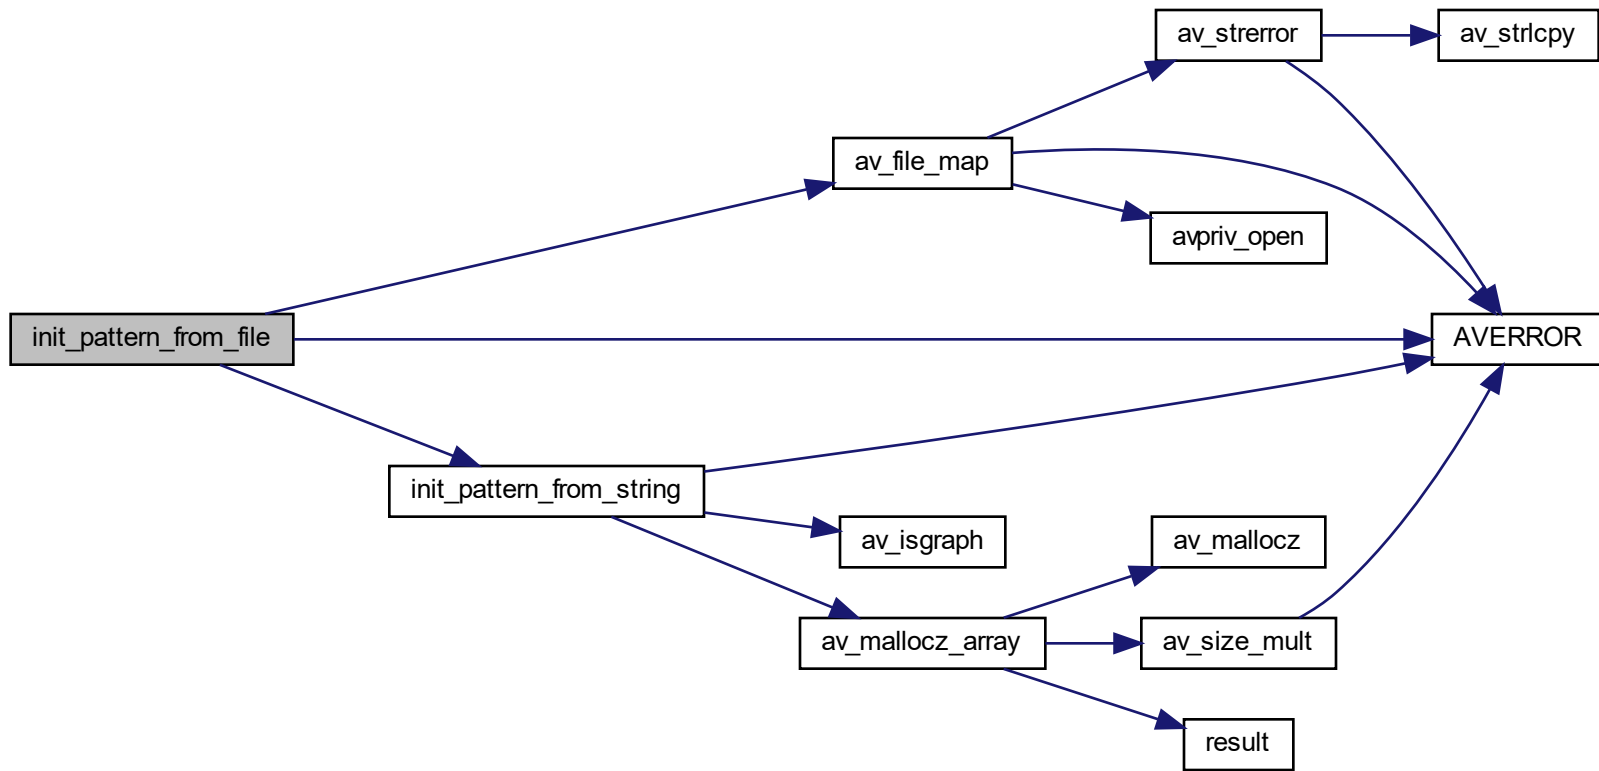 av_strerror
av_strlcpy
av_file_map
avpriv_open
init_pattern_from_file
AVERROR
init_pattern_from_string
av_isgraph
av_mallocz
av_mallocz_array
av_size_mult
result